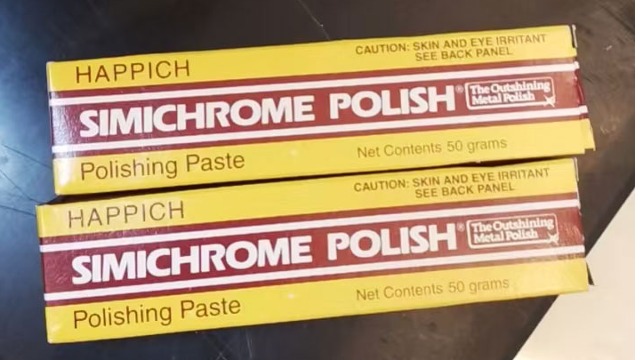 HAPPICH
CAUTION: SKIN AND EYE IRRITANT
SEE BACK PANEL
SIMICHROME POLISH®
The Outshining
Metal Polish
Polishing Paste
Net Contents 50 grams
HAPPICH
CAUTION: SKIN AND EYE IRRITANT
SEE BACK PANEL
SIMICHROME POLISH®
The Outshining
Metal Polish
Polishing Paste
Net Contents 50 grams